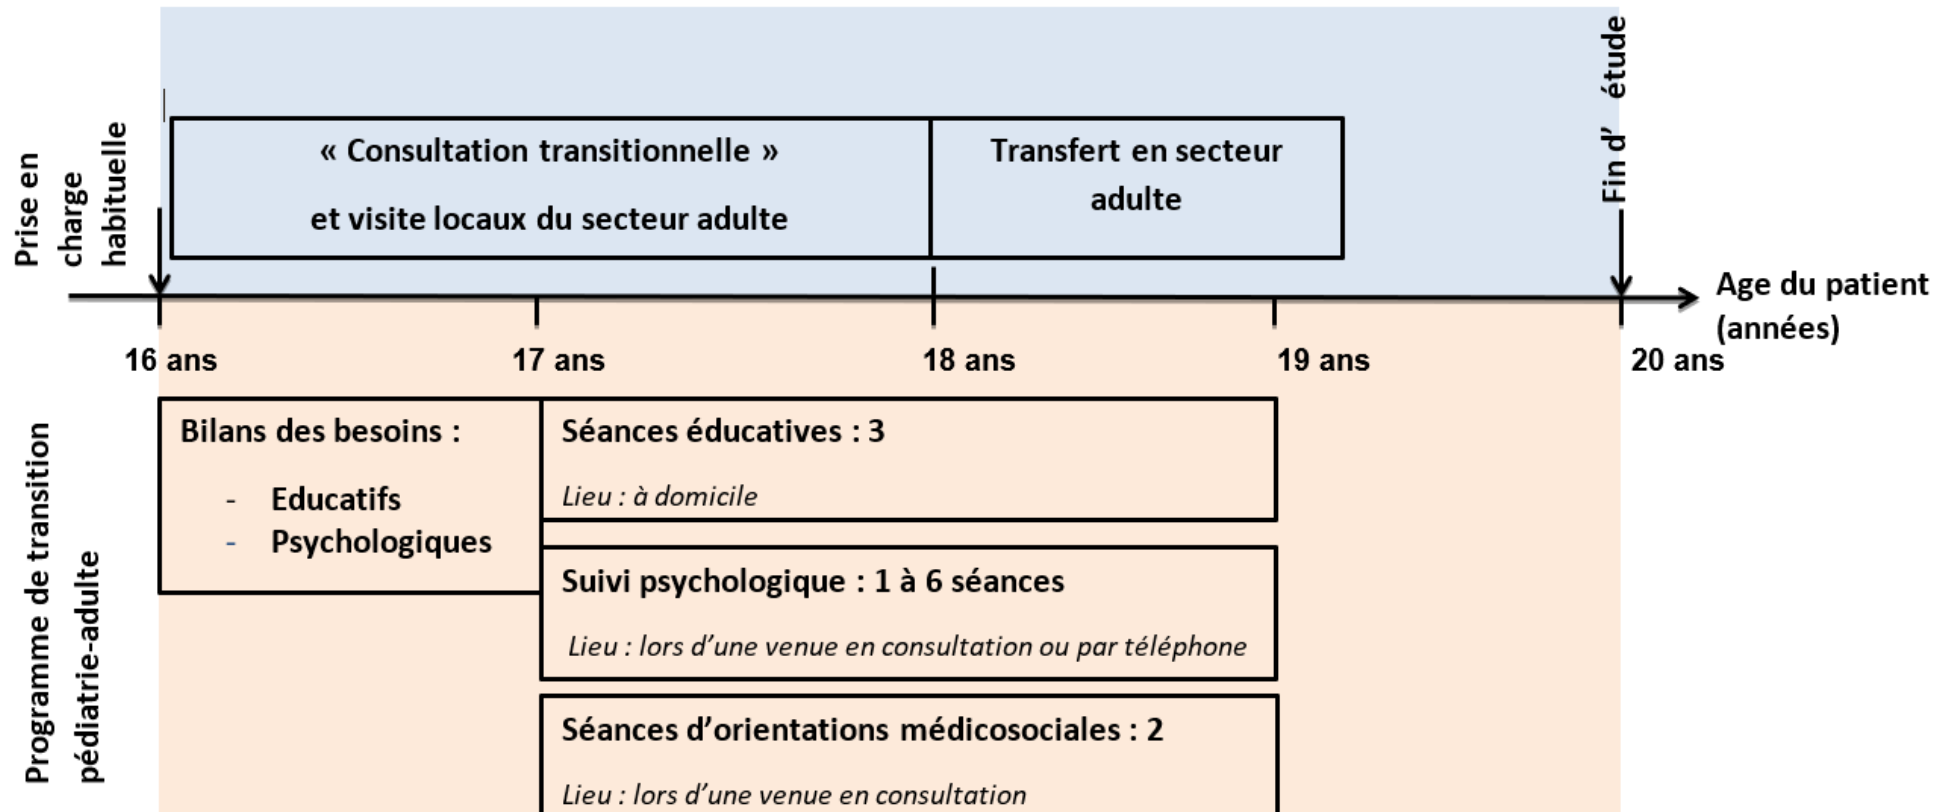 Prise en
charge
habituelle
« Consultation transitionnelle »
et visite locaux du secteur adulte
Transfert en secteur
adulte
Fin d’ étude
Age du patient
(années)
16 ans
17 ans
18 ans
19 ans
20 ans
Programme de transition
pédiatrie-adulte
Bilans des besoins :
- Educatifs
- Psychologiques
Séances éducatives : 3
Lieu : à domicile
Suivi psychologique : 1 à 6 séances
Lieu : lors d’une venue en consultation ou par téléphone
Séances d’orientations médicosociales : 2
Lieu : lors d’une venue en consultation